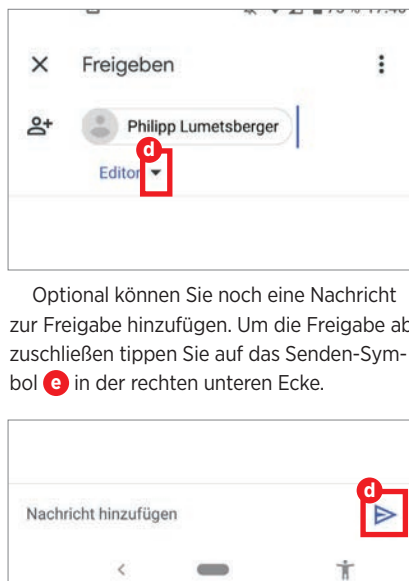 Freigeben
Philipp Lumetsberger
d
Editor
Optional können Sie noch eine Nachricht
zur Freigabe hinzufügen. Um die Freigabe ab
zuschließen tippen Sie auf das Senden-Sym-
bol e in der rechten unteren Ecke.
d
Nachricht hinzufügen